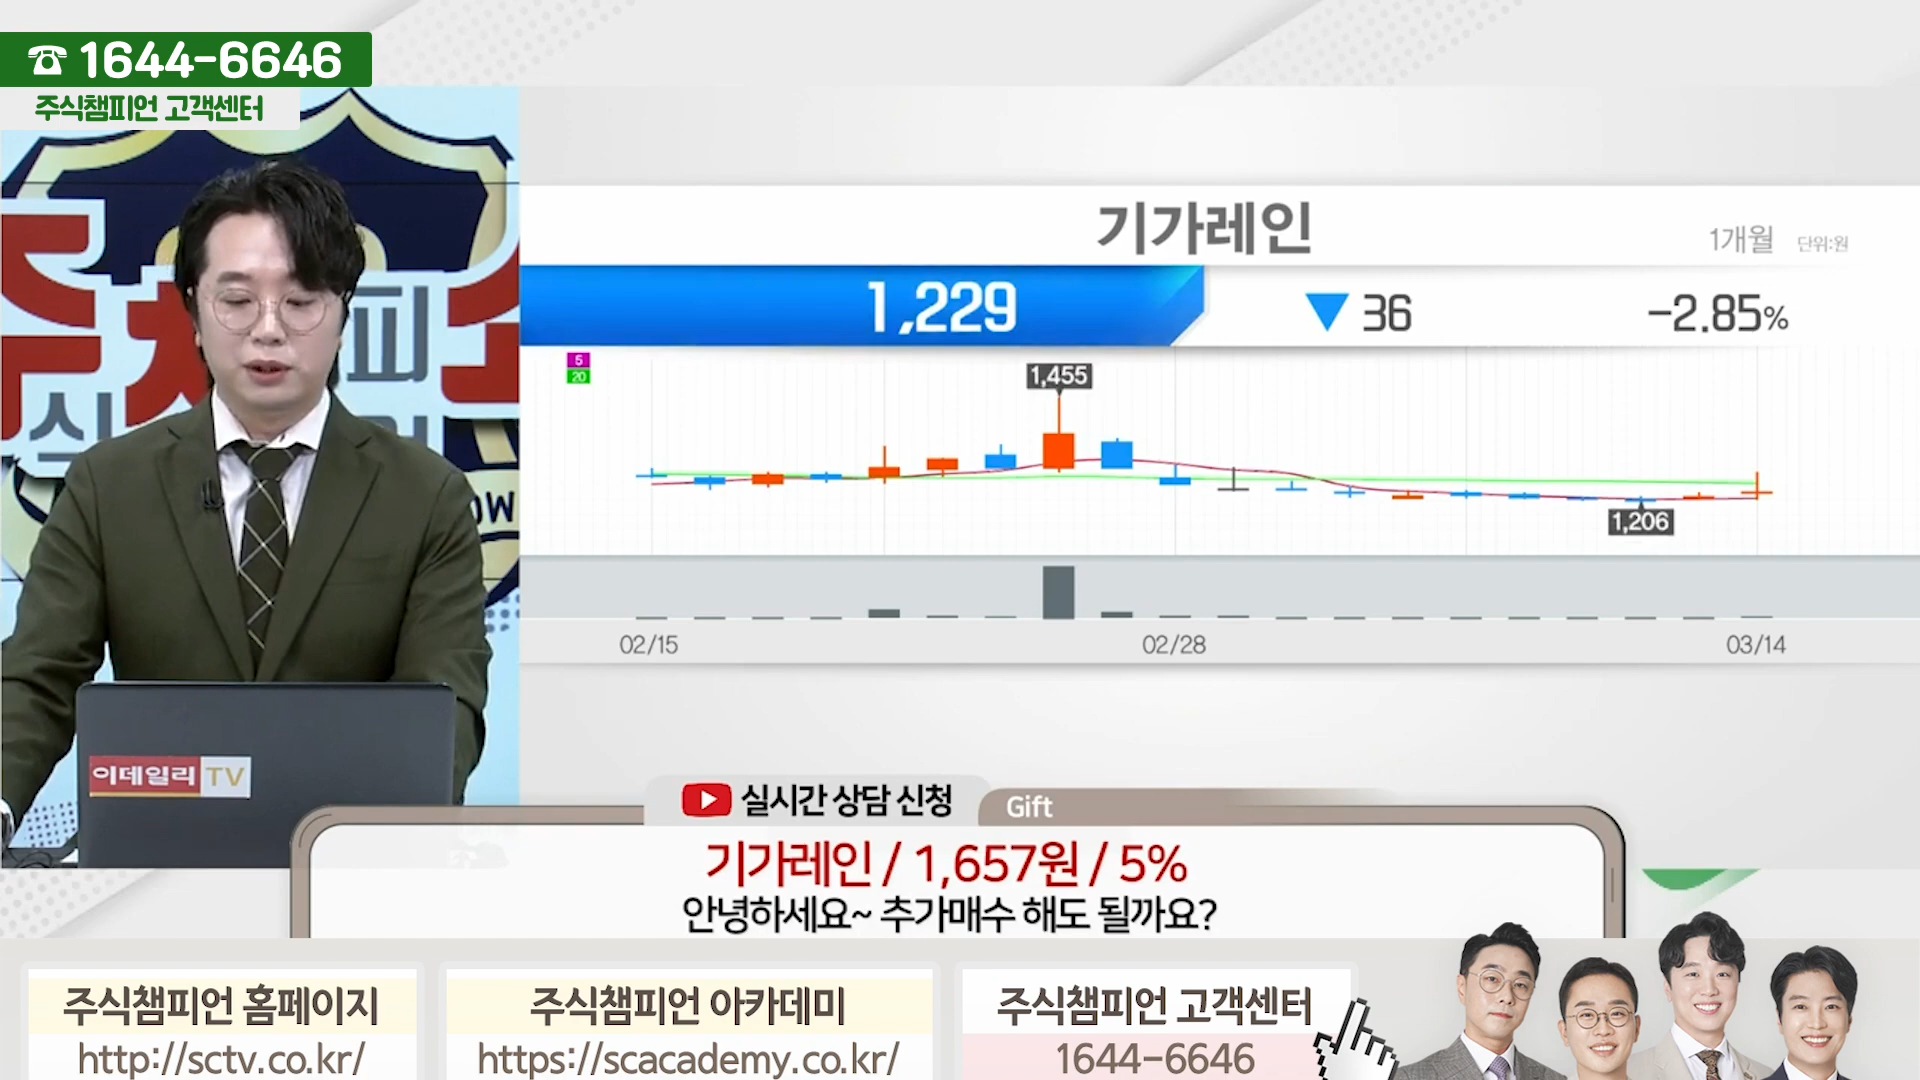 ☎ 1644-6646
주식챔피언 고객센터
기가레인
1개월 단위:원
1,229 ▼ 36 -2.85%
5
20
1,455
1,206
02/15 02/28 03/14
이데일리 TV
실시간 상담 신청 Gift
기가레인 / 1,657원 / 5%
안녕하세요~ 추가매수 해도 될까요?
주식챔피언 홈페이지
http://sctv.co.kr/
주식챔피언 아카데미
https://scacademy.co.kr/
주식챔피언 고객센터
1644-6646